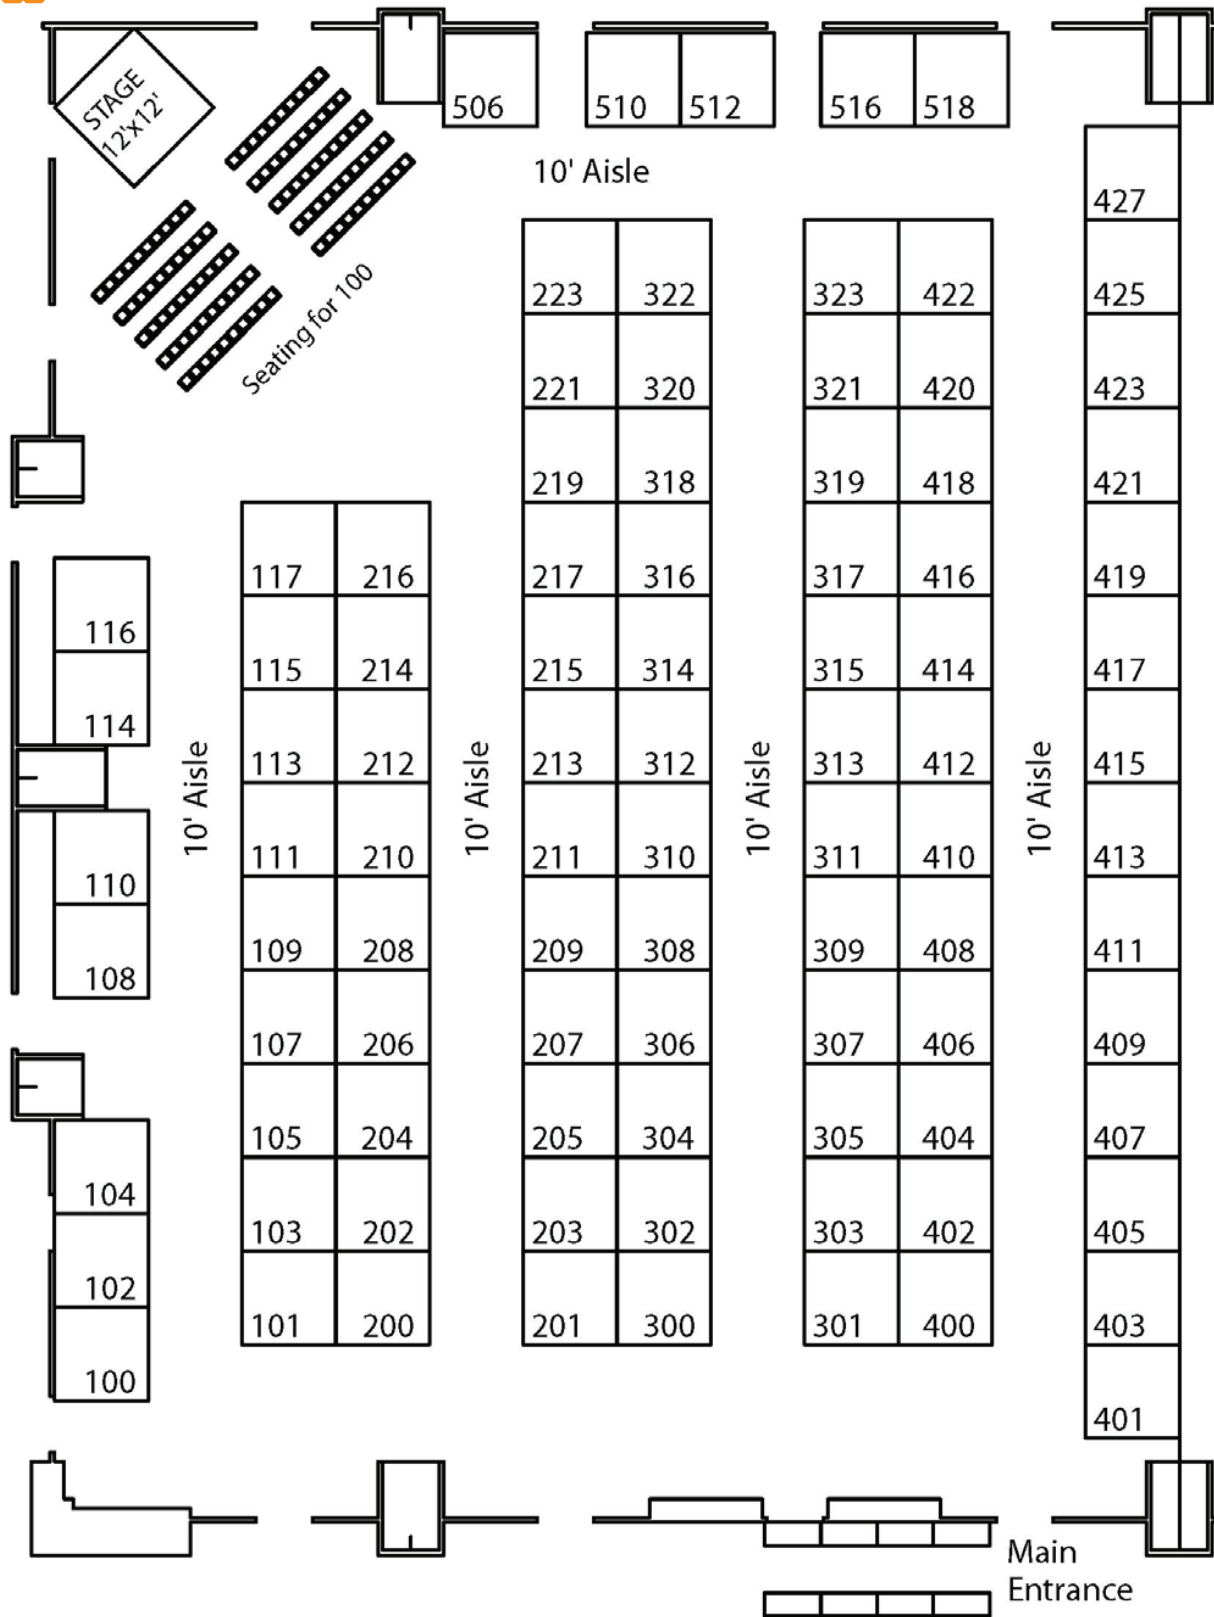 STAGE
12'x12'
506
510 512
516 518
10' Aisle
427
223 322 323 422 425
Seating for 100
221 320 321 420 423
219 318 319 418 421
117 216 217 316 317 416 419
116
115 214 215 314 315 414 417
114
113 212 213 312 313 412 415
10' Aisle
10' Aisle
10' Aisle
10' Aisle
111 210 211 310 311 410 413
110
109 208 209 308 309 408 411
108
107 206 207 306 307 406 409
105 204 205 304 305 404 407
104
103 202 203 302 303 402 405
102
101 200 201 300 301 400 403
100
401
Main
Entrance